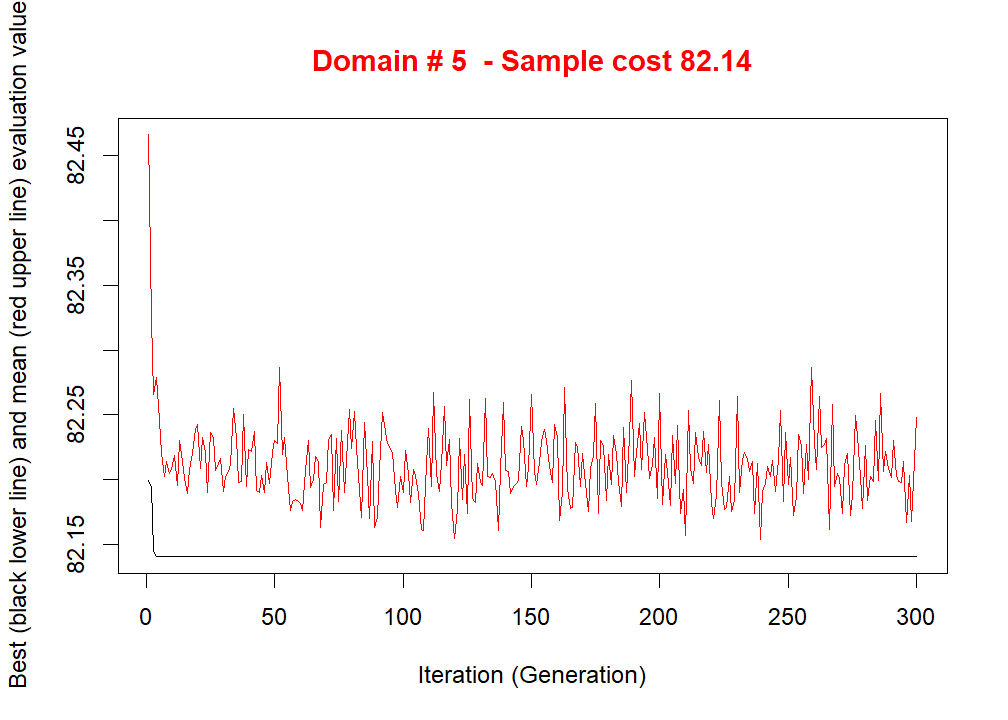 Domain # 5  - Sample cost 82.14
Best (black lower line) and mean (red upper line) evaluation value
82.45
82.35
82.25
82.15
0 50 100 150 200 250 300
Iteration (Generation)